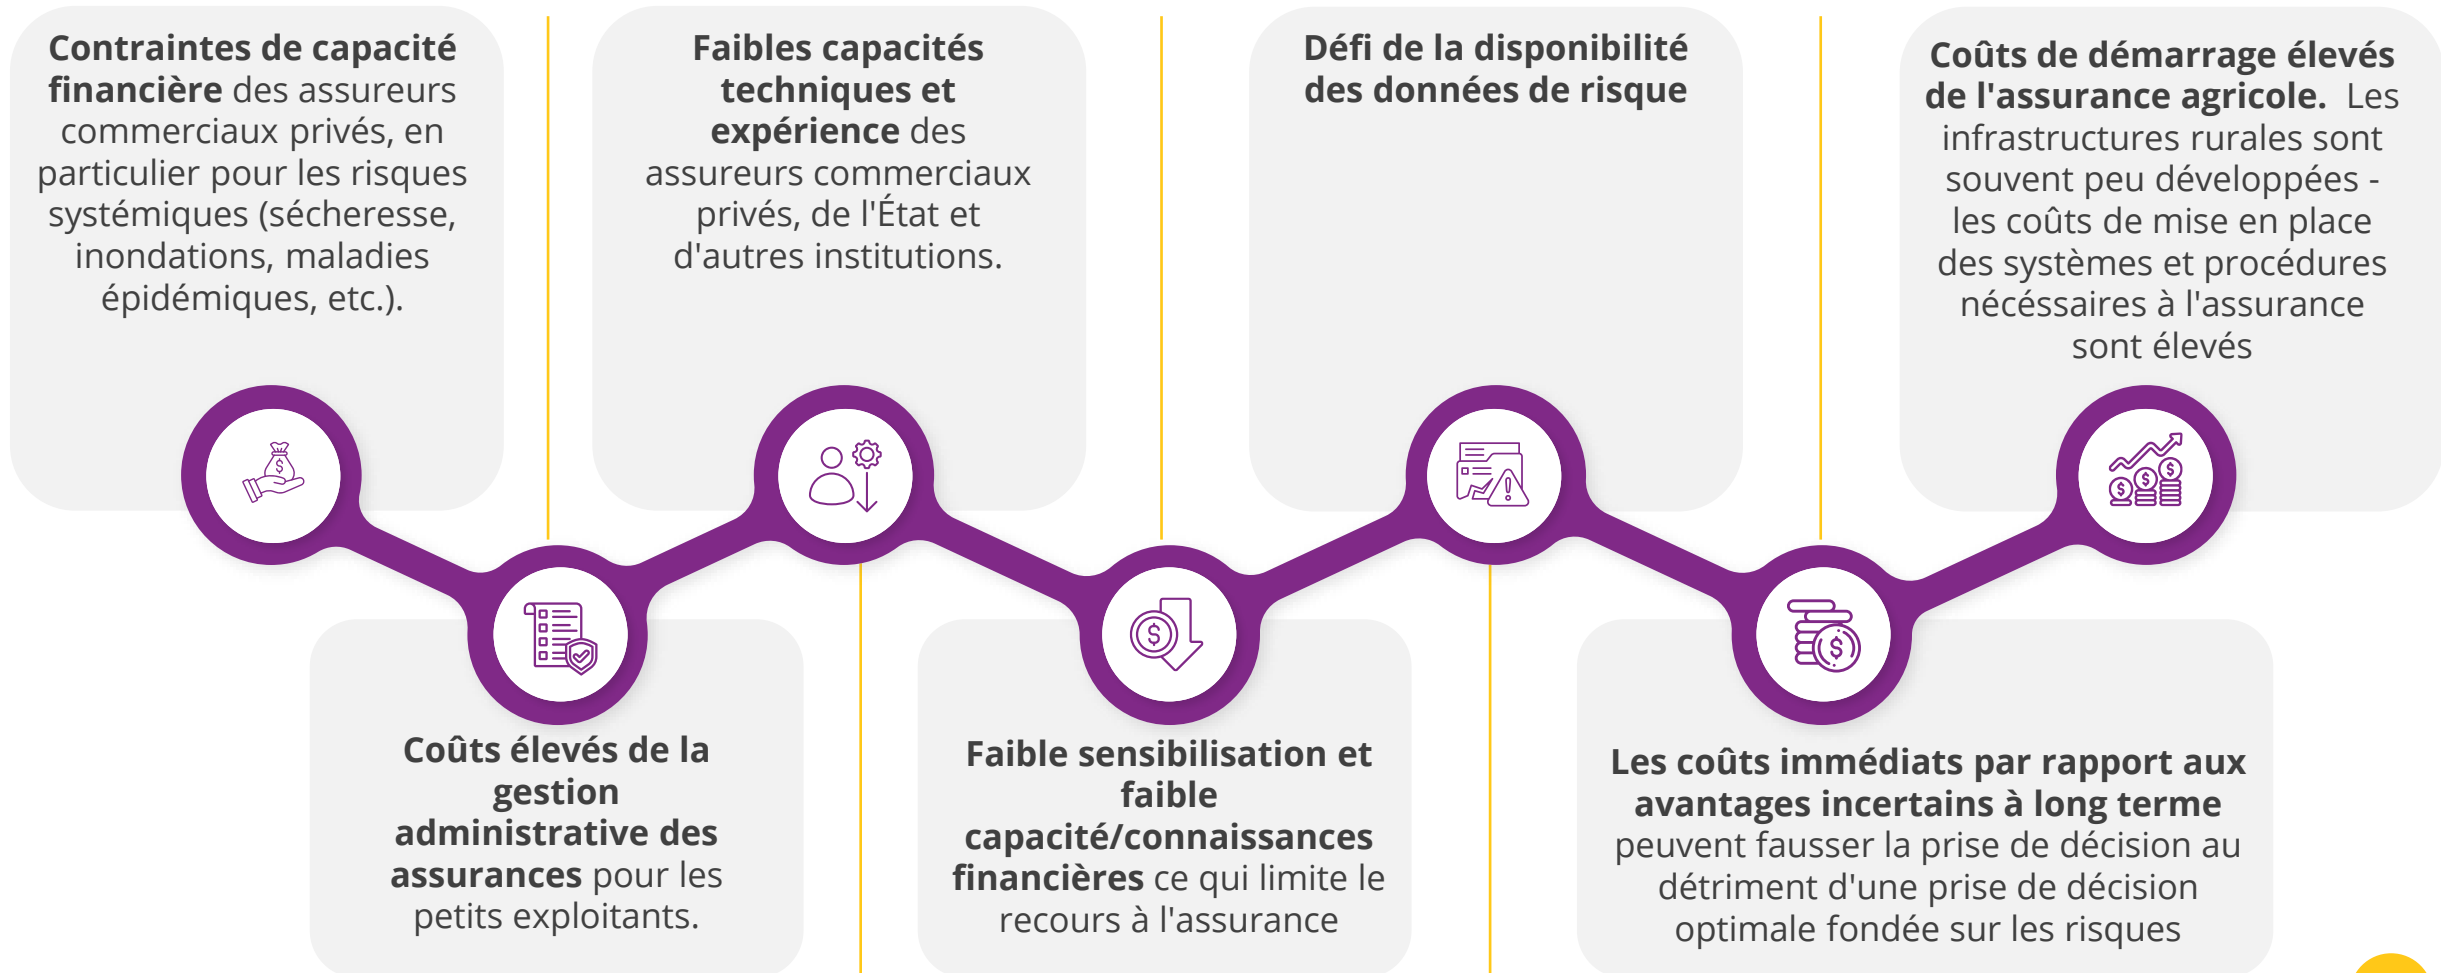 Contraintes de capacité
financière des assureurs
commerciaux privés, en
particulier pour les risques
systémiques (sécheresse,
inondations, maladies
épidémiques, etc.).
Coûts élevés de la
gestion
administrative des
assurances pour les
petits exploitants.
Faibles capacités
techniques et
expérience des
assureurs commerciaux
privés, de l'État et
d'autres institutions.
Faible sensibilisation et
faible
capacité/connaissances
financières ce qui limite le
recours à l'assurance
Défi de la disponibilité
des données de risque
Les coûts immédiats par rapport aux
avantages incertains à long terme
peuvent fausser la prise de décision au
détriment d'une prise de décision
optimale fondée sur les risques
Coûts de démarrage élevés
de l'assurance agricole. Les
infrastructures rurales sont
souvent peu développées -
les coûts de mise en place
des systèmes et procédures
nécéssaires à l'assurance
sont élevés